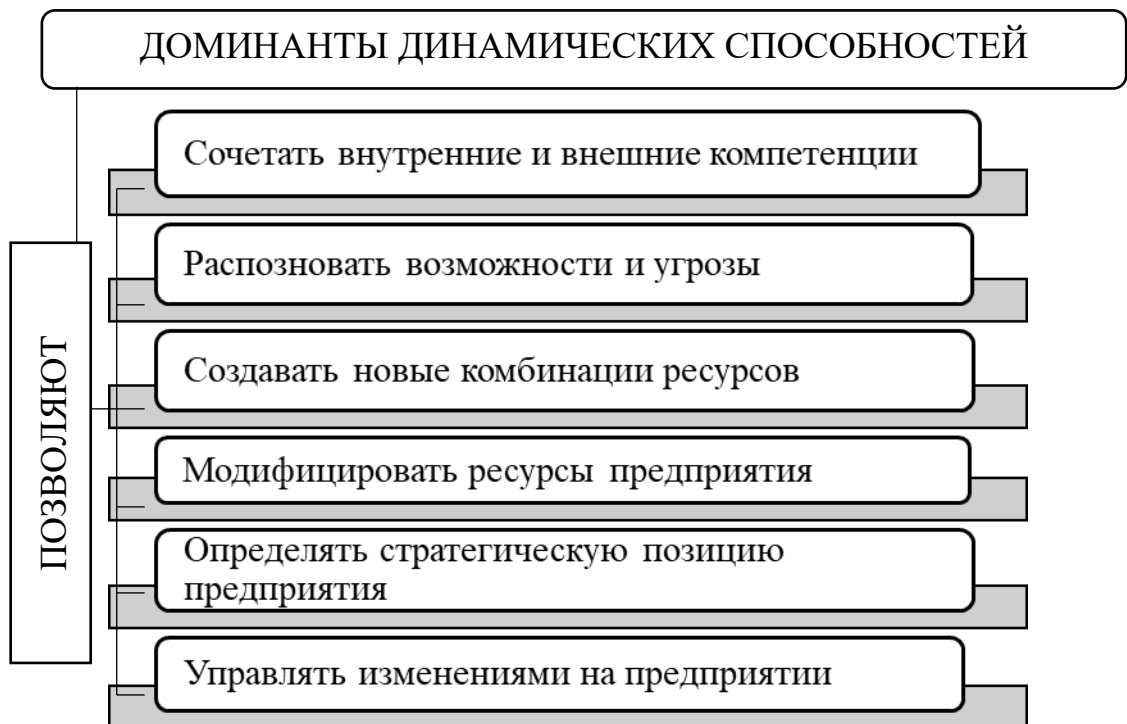 ДОМИНАНТЫ ДИНАМИЧЕСКИХ СПОСОБНОСТЕЙ
ПОЗВОЛЯЮТ
Сочетать внутренние и внешние компетенции
Распозновать возможности и угрозы
Создавать новые комбинации ресурсов
Модифицировать ресурсы предприятия
Определять стратегическую позицию
предприятия
Управлять изменениями на предприятии